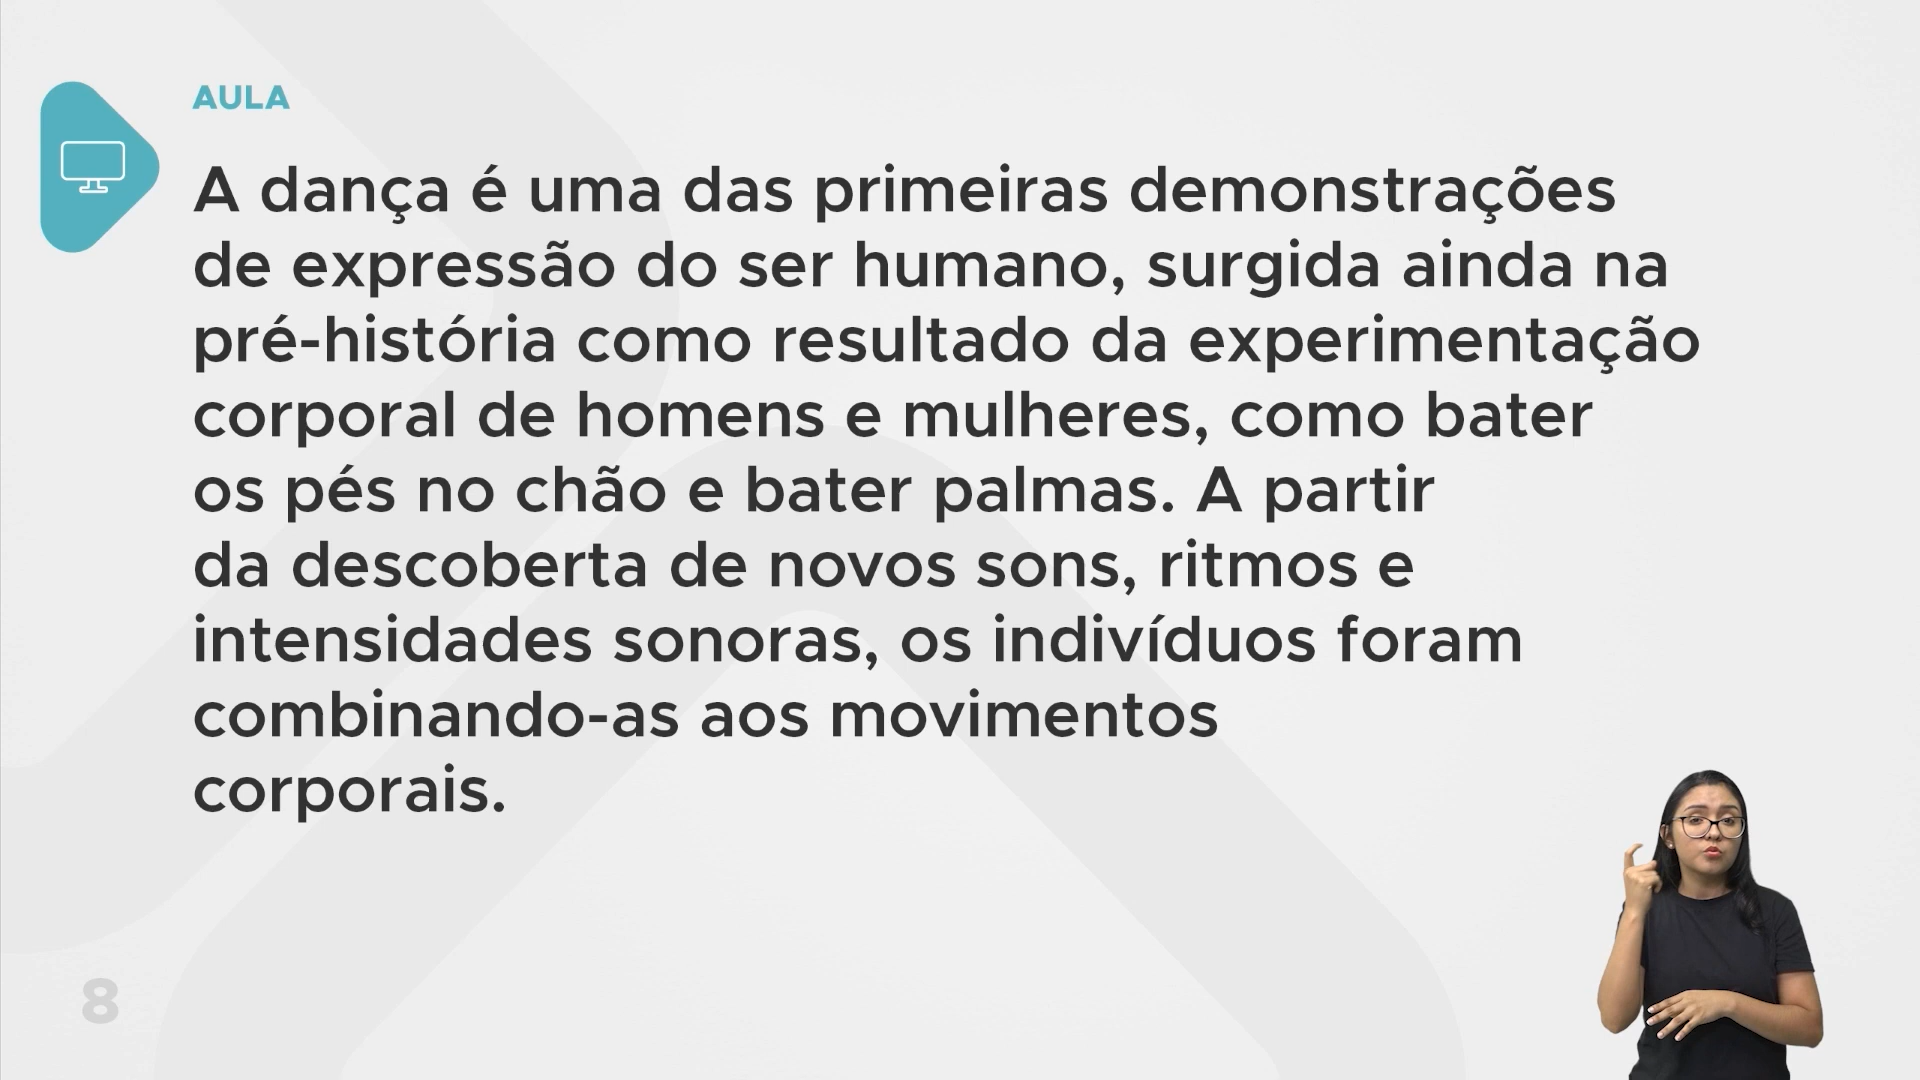 AULA
A dança é uma das primeiras demonstrações
de expressão do ser humano, surgida ainda na
pré-história como resultado da experimentação
corporal de homens e mulheres, como bater
os pés no chão e bater palmas. A partir
da descoberta de novos sons, ritmos e
intensidades sonoras, os indivíduos foram
combinando-as aos movimentos
corporais.
8